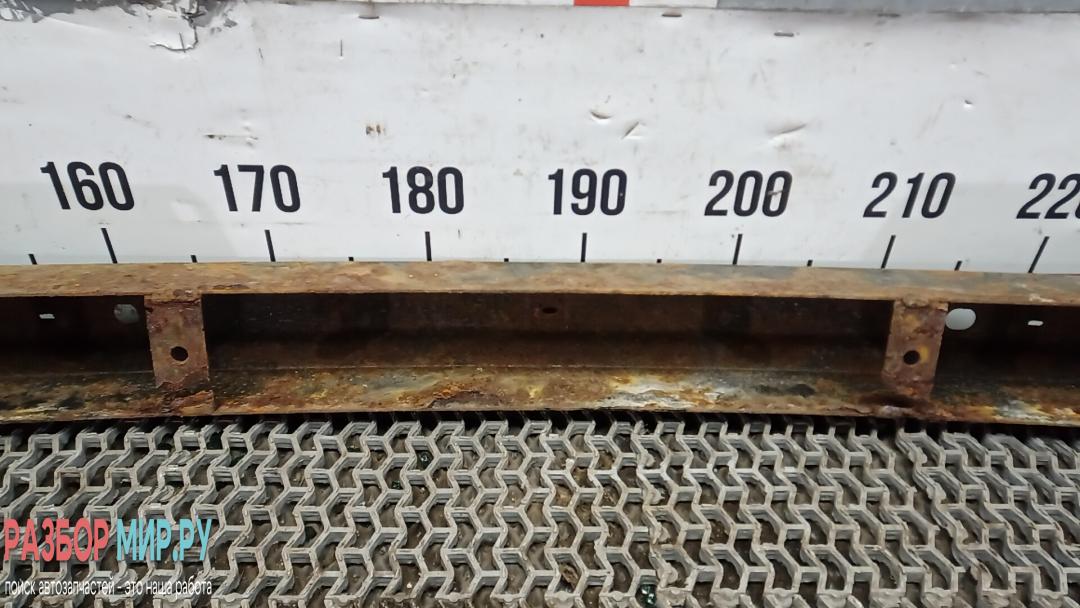 160 170 180 190 200 210 22
РАЗБОР МИР.РУ
поиск автозапчастей - это наша работа